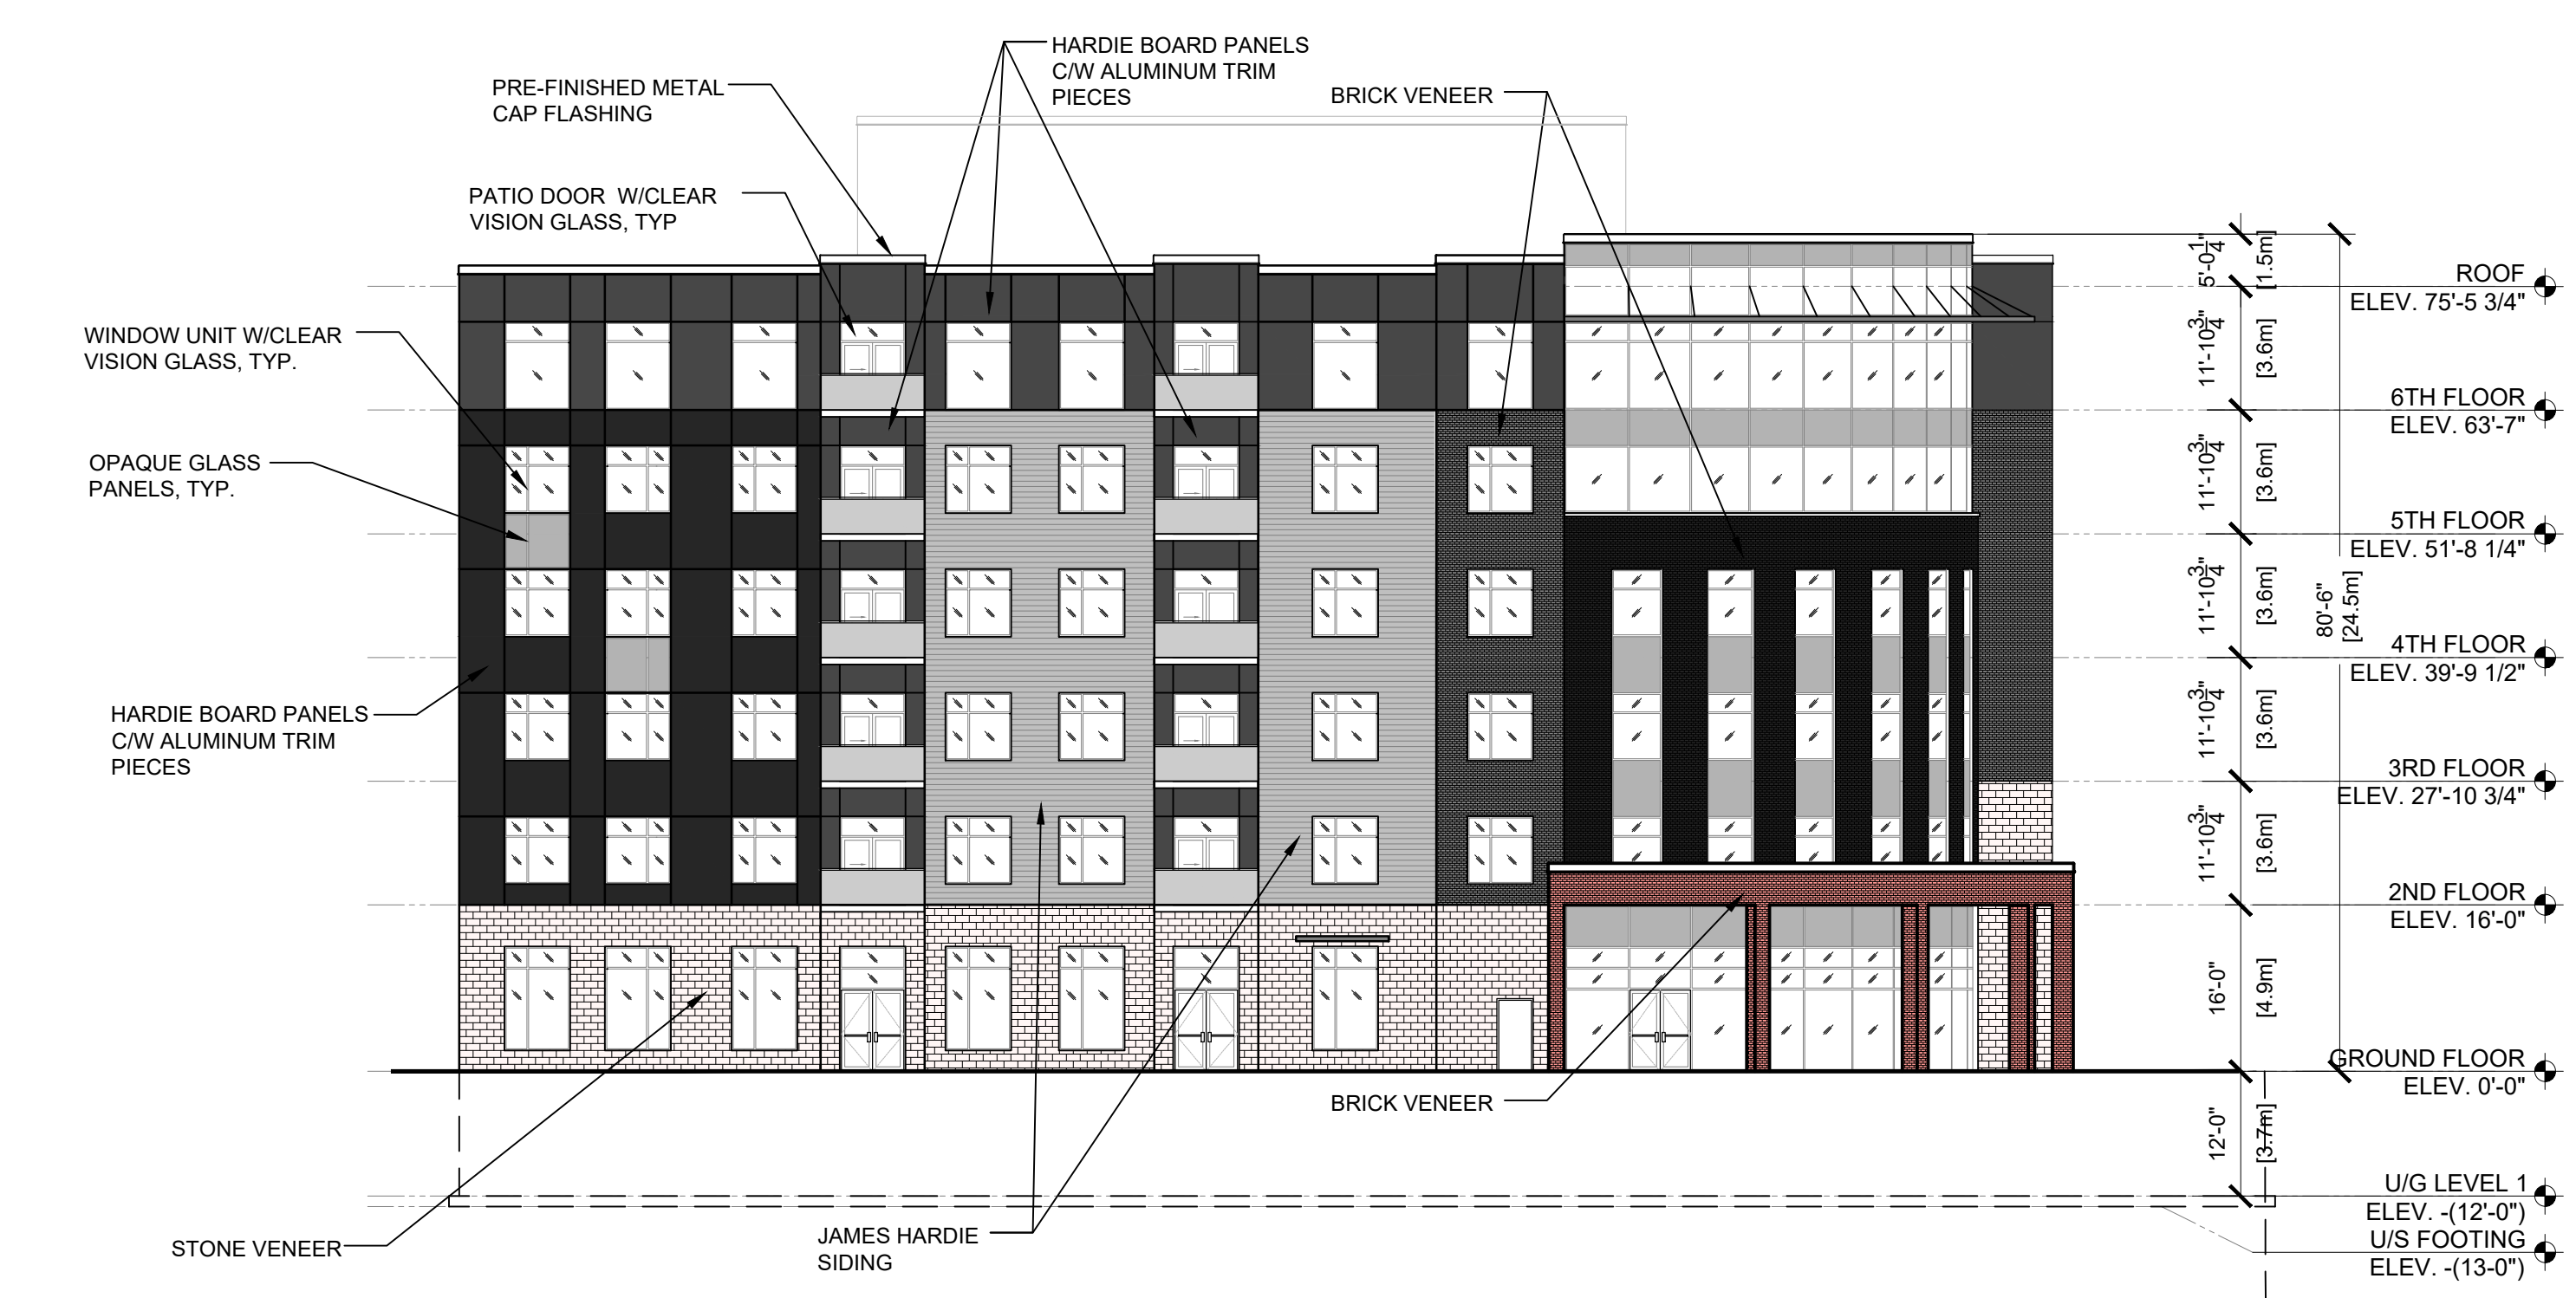 HARDIE BOARD PANELS
C/W ALUMINUM TRIM
PIECES
PRE-FINISHED METAL
CAP FLASHING
BRICK VENEER
PATIO DOOR  W/CLEAR
VISION GLASS, TYP
WINDOW UNIT W/CLEAR
VISION GLASS, TYP.
OPAQUE GLASS
PANELS, TYP.
HARDIE BOARD PANELS
C/W ALUMINUM TRIM
PIECES
STONE VENEER
JAMES HARDIE
SIDING
BRICK VENEER
5'-0 1/4"
[1.5m]
11'-10 3/4"
[3.6m]
11'-10 3/4"
[3.6m]
11'-10 3/4"
[3.6m]
11'-10 3/4"
[3.6m]
11'-10 3/4"
[3.6m]
16'-0"
[4.9m]
12'-0"
[3.7m]
80'-6"
[24.5m]
ROOF
ELEV. 75'-5 3/4"
6TH FLOOR
ELEV. 63'-7"
5TH FLOOR
ELEV. 51'-8 1/4"
4TH FLOOR
ELEV. 39'-9 1/2"
3RD FLOOR
ELEV. 27'-10 3/4"
2ND FLOOR
ELEV. 16'-0"
GROUND FLOOR
ELEV. 0'-0"
U/G LEVEL 1
ELEV. -(12'-0")
U/S FOOTING
ELEV. -(13-0")